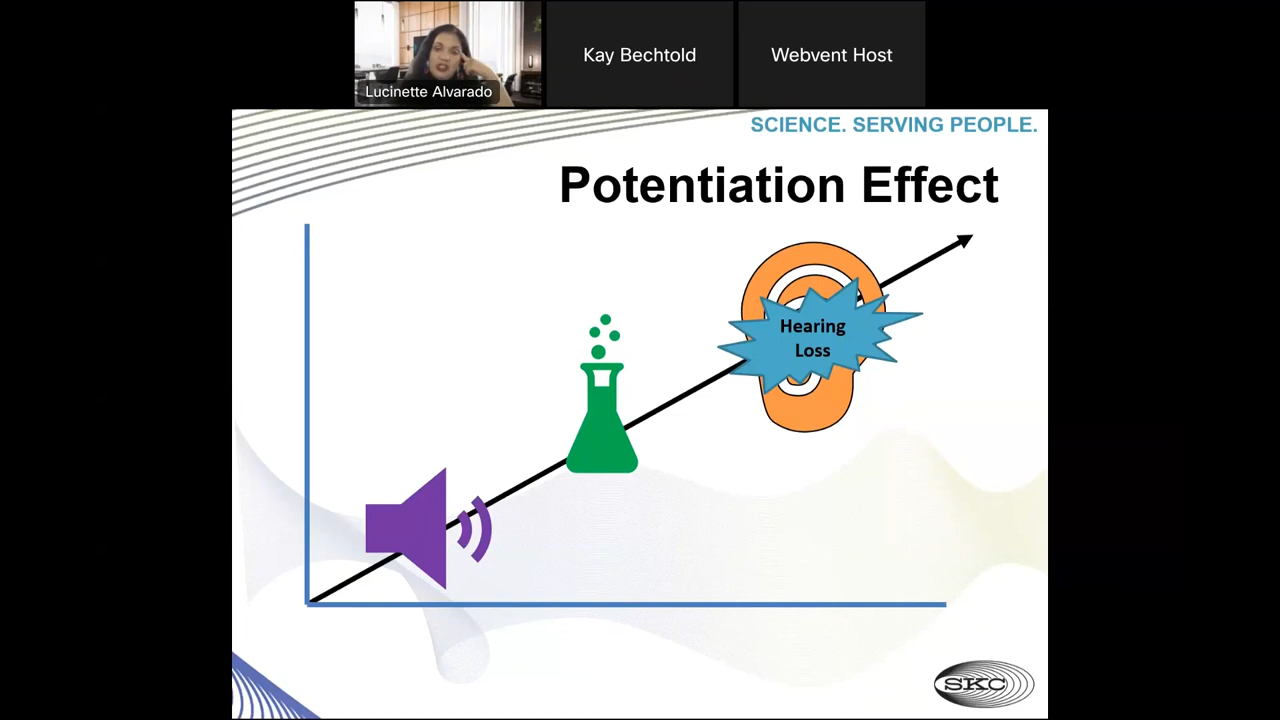 Lucinette Alvarado
Kay Bechtold
Webvent Host
SCIENCE. SERVING PEOPLE.
Potentiation Effect
Hearing
Loss
SKC